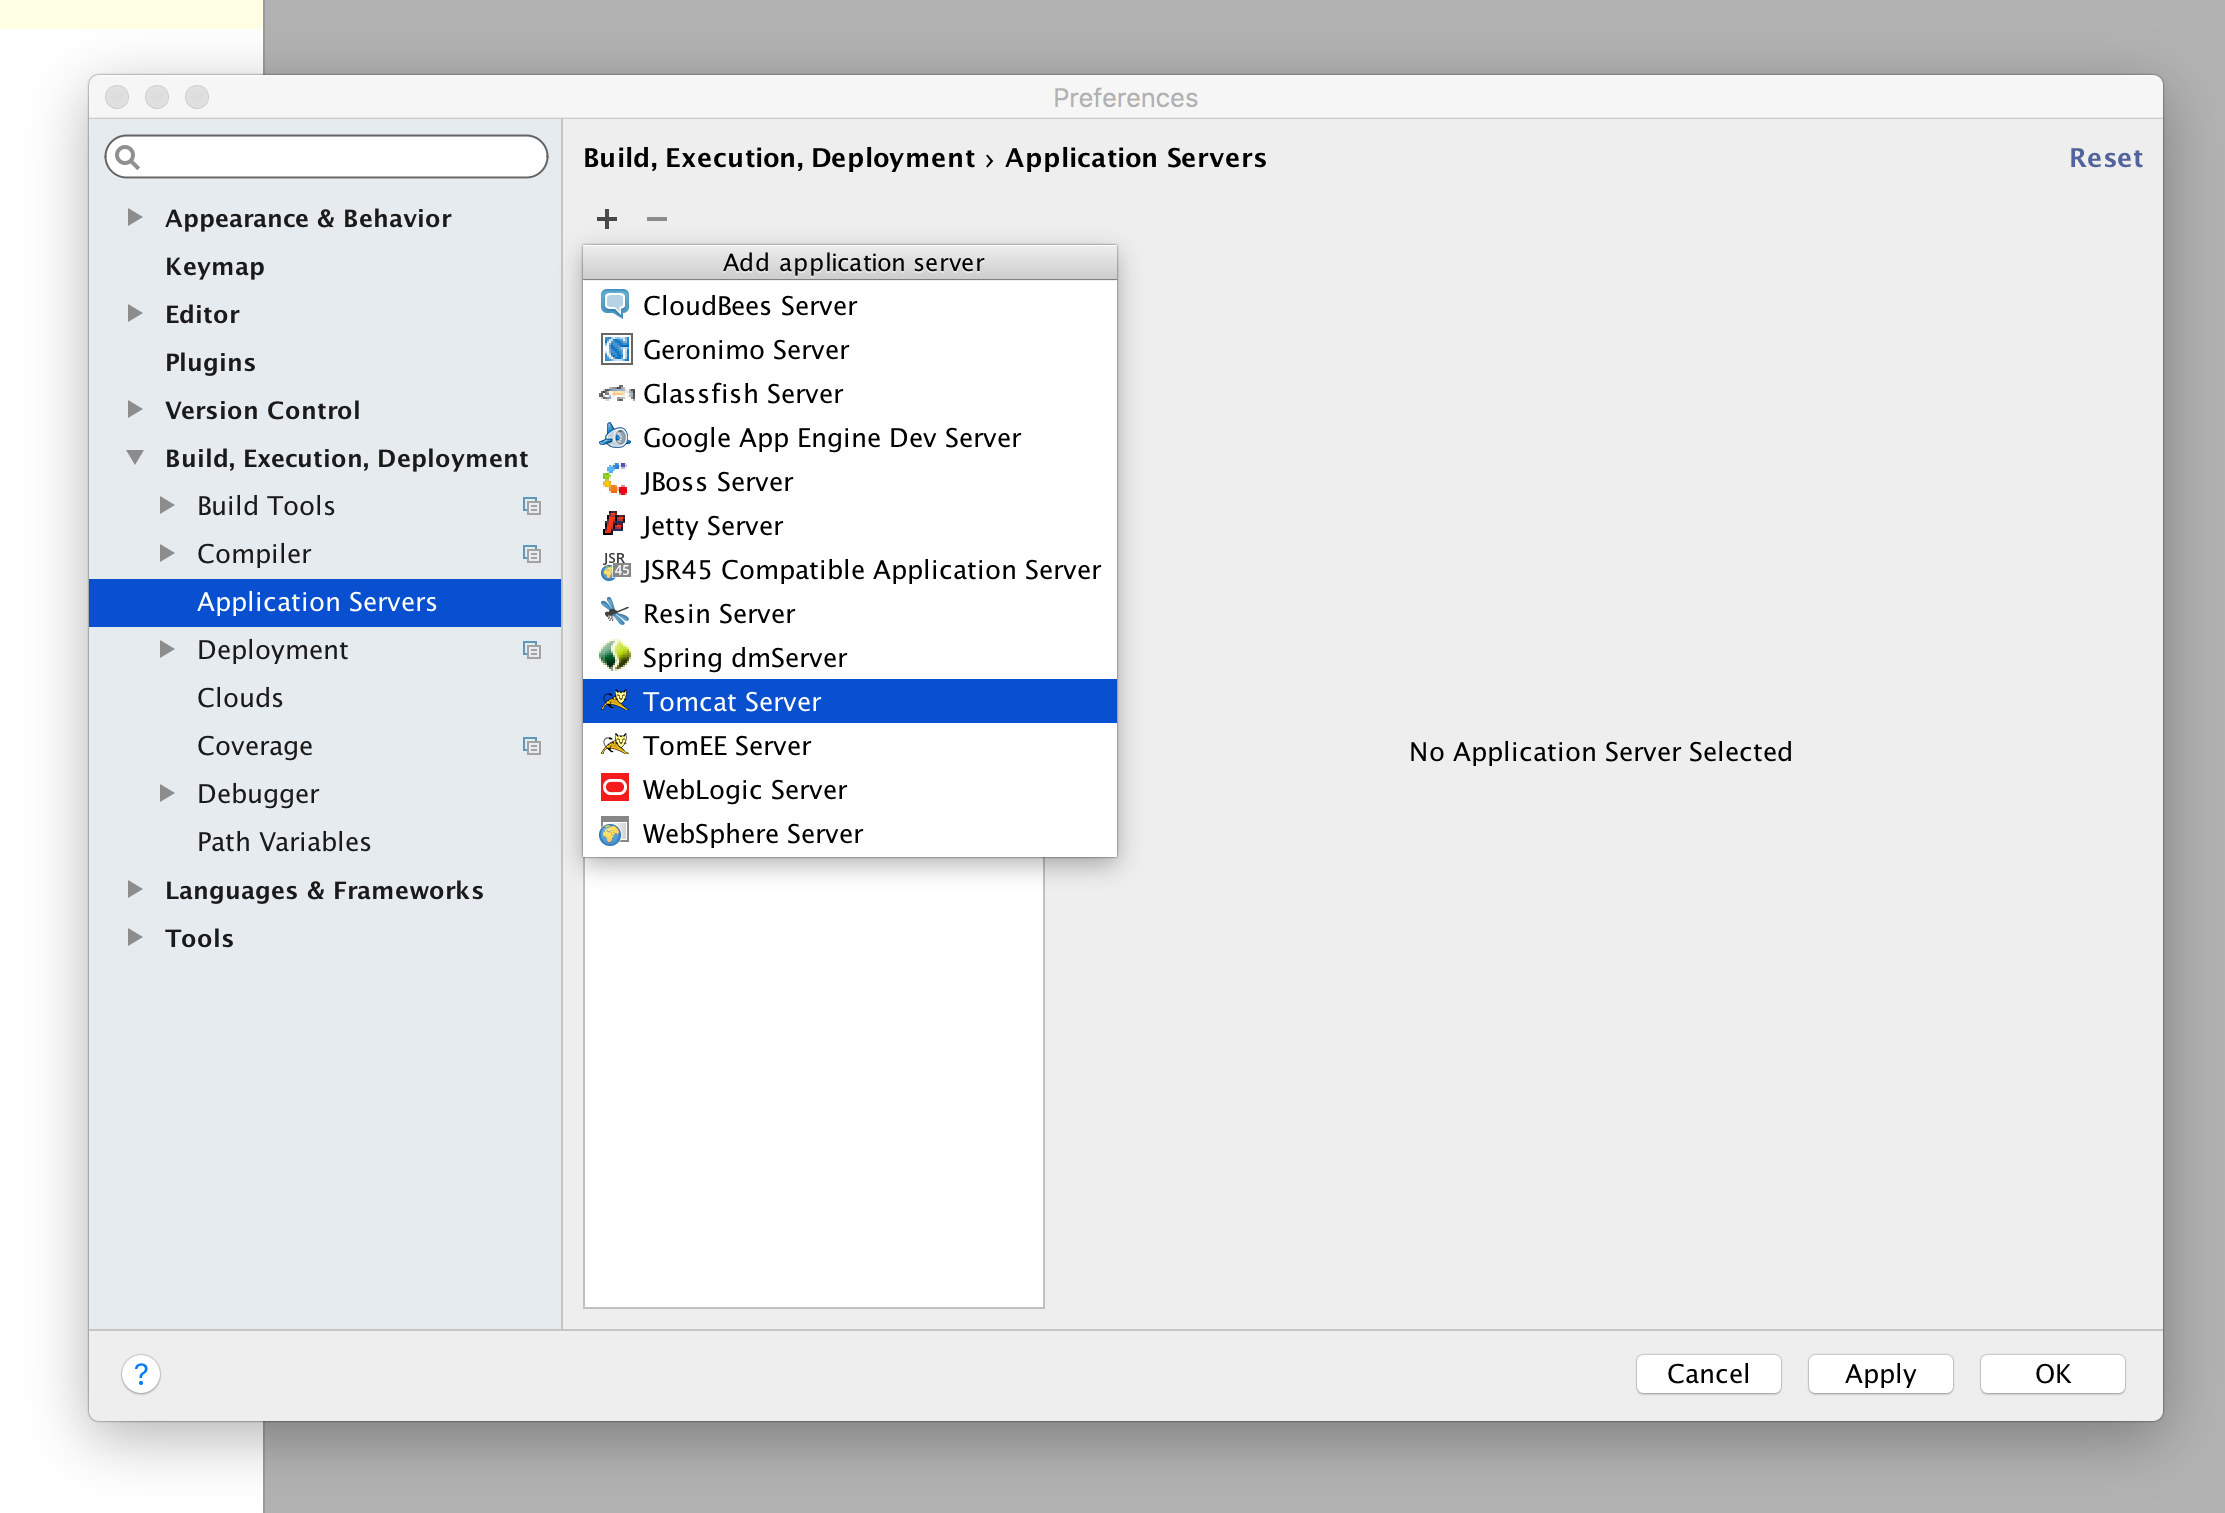 Preferences
Appearance & Behavior
Keymap
Editor
Plugins
Version Control
Build, Execution, Deployment
Build Tools
Compiler
Application Servers
Deployment
Clouds
Coverage
Debugger
Path Variables
Languages & Frameworks
Tools
Build, Execution, Deployment › Application Servers
Reset
Add application server
CloudBees Server
Geronimo Server
Glassfish Server
Google App Engine Dev Server
JBoss Server
Jetty Server
JSR
45
JSR45 Compatible Application Server
Resin Server
Spring dmServer
Tomcat Server
TomEE Server
WebLogic Server
WebSphere Server
No Application Server Selected
?
Cancel
Apply
OK